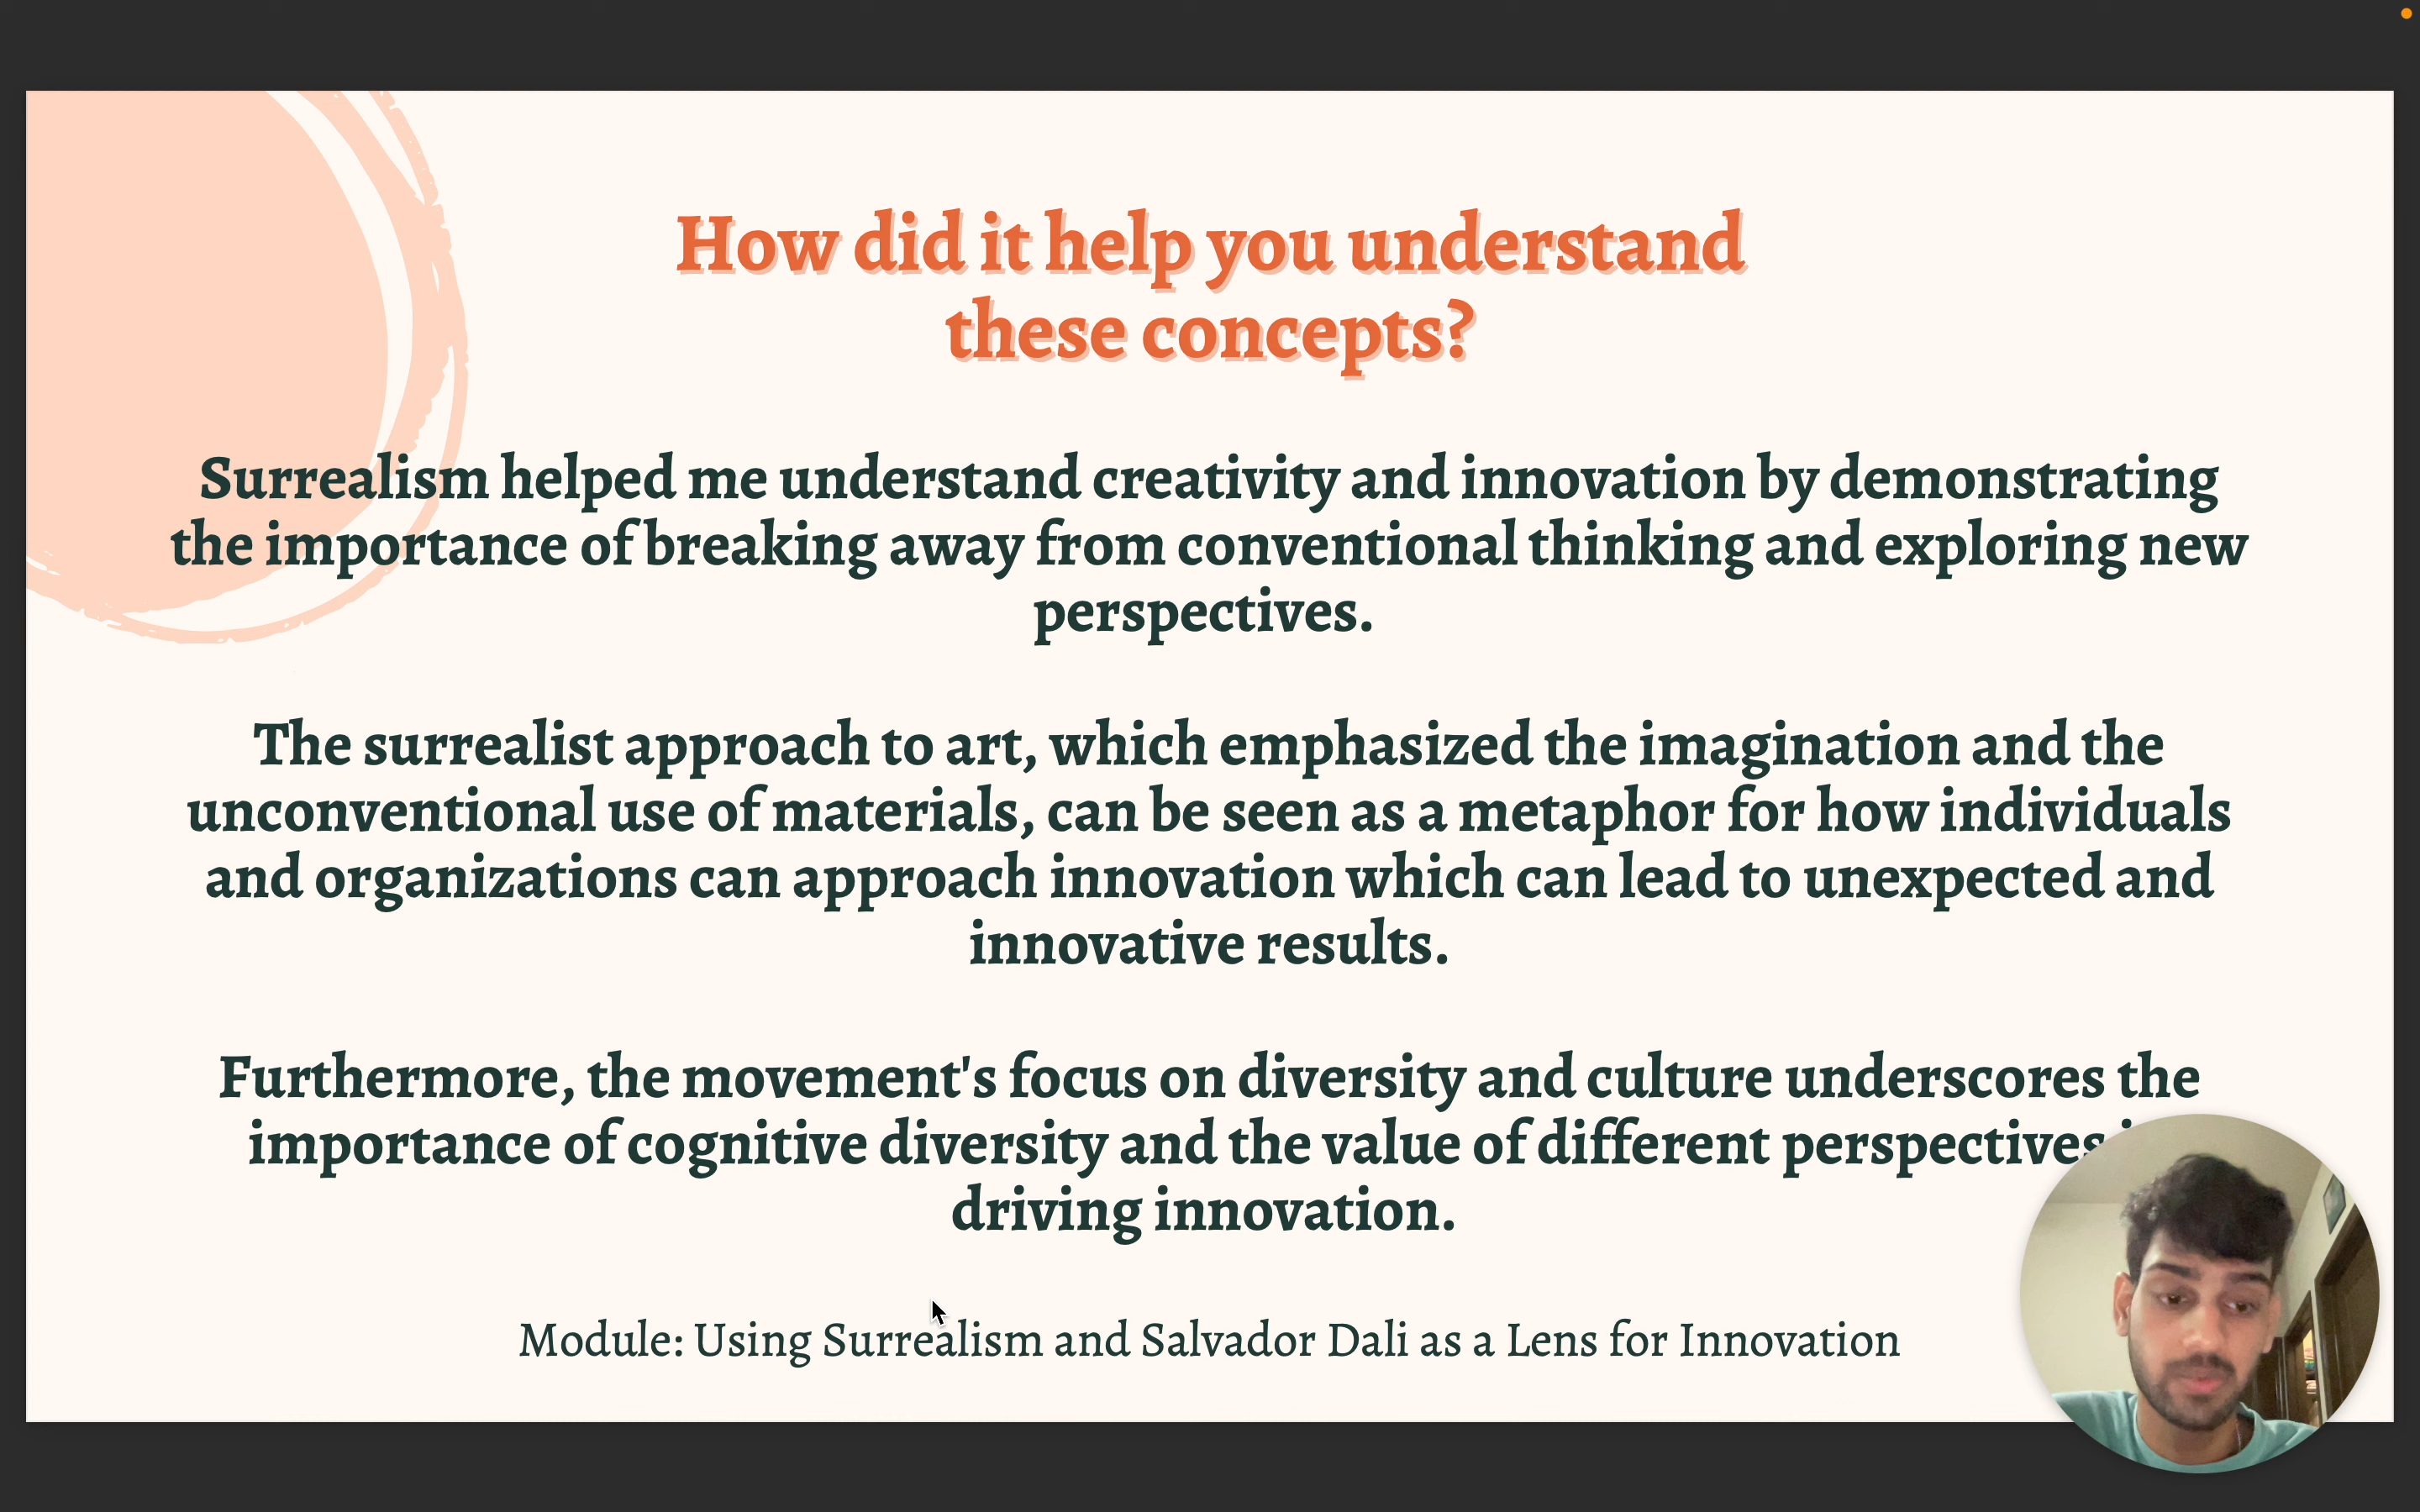 How did it help you understand
these concepts?
Surrealism helped me understand creativity and innovation by demonstrating
the importance of breaking away from conventional thinking and exploring new
perspectives.
The surrealist approach to art, which emphasized the imagination and the
unconventional use of materials, can be seen as a metaphor for how individuals
and organizations can approach innovation which can lead to unexpected and
innovative results.
Furthermore, the movement's focus on diversity and culture underscores the
importance of cognitive diversity and the value of different perspectives
driving innovation.
Module: Using Surrealism and Salvador Dali as a Lens for Innovation